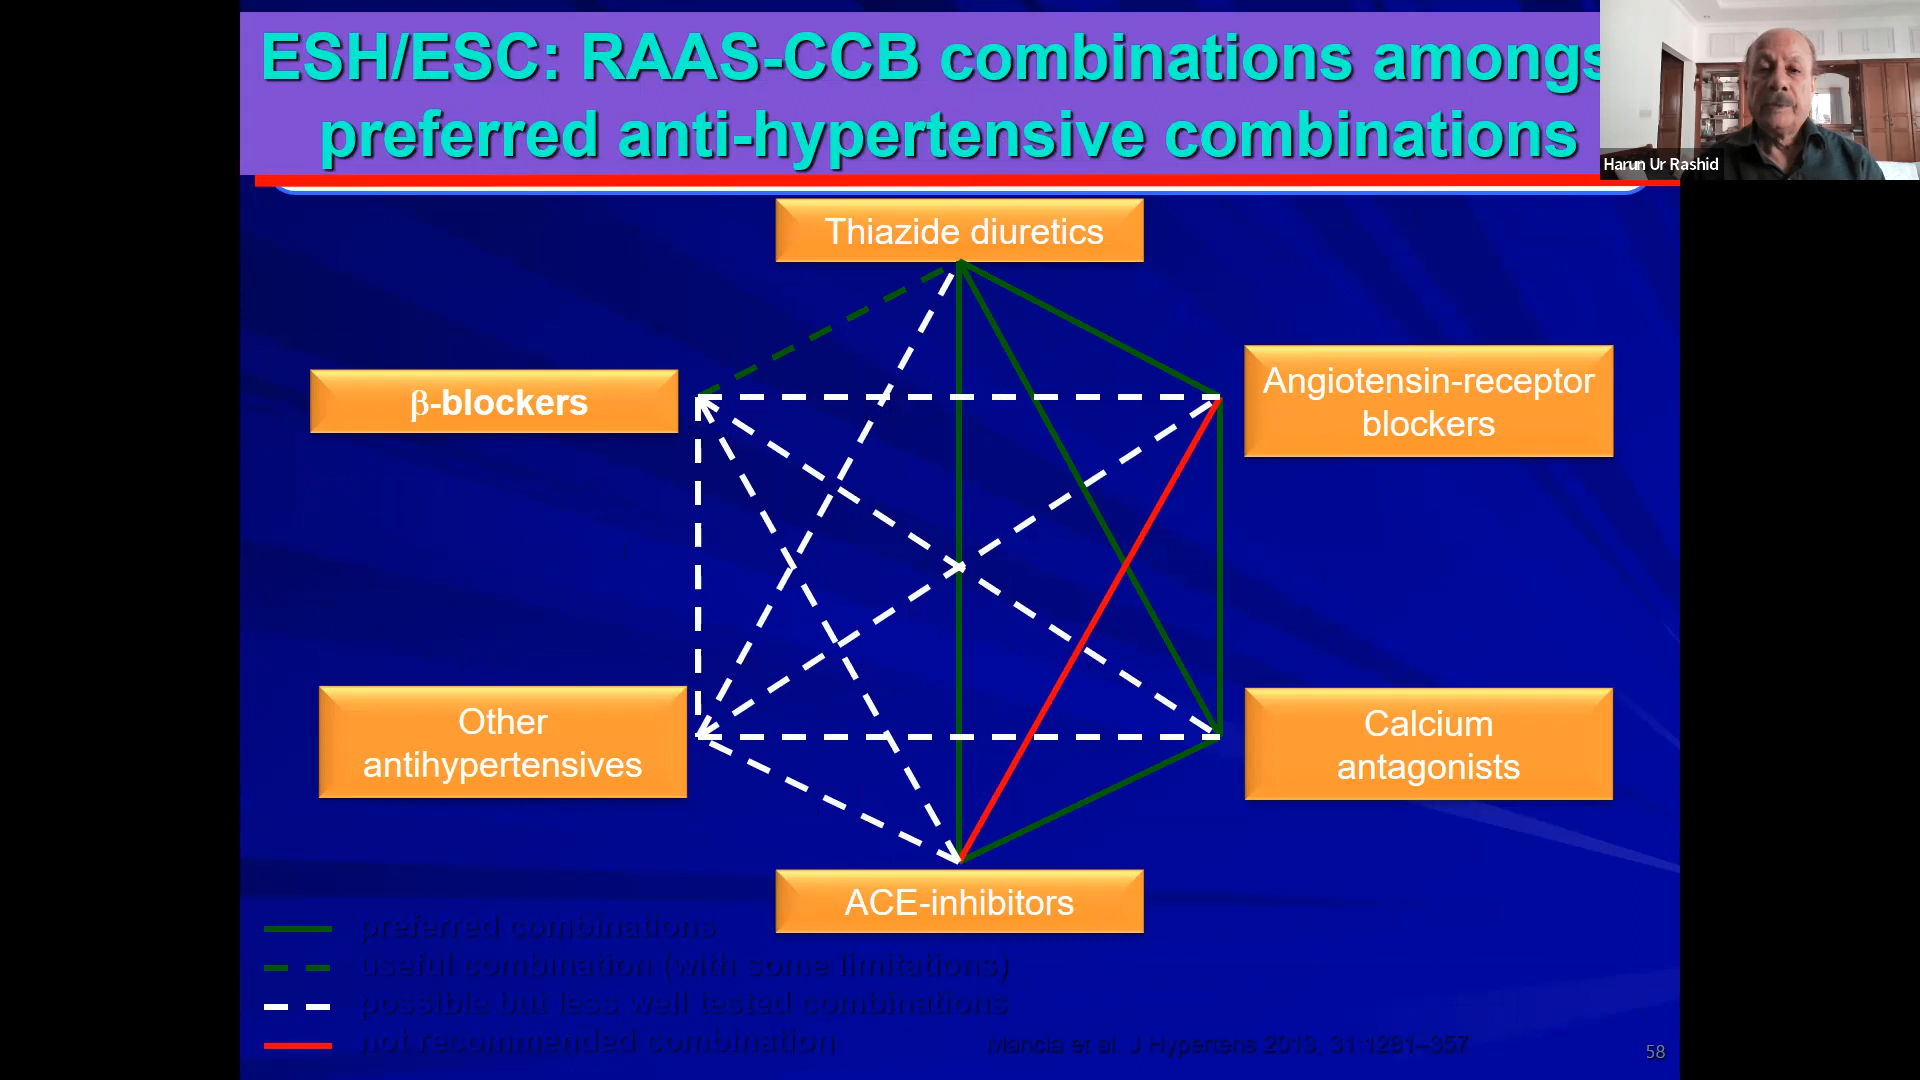 ESH/ESC: RAAS-CCB combinations amongs
preferred anti-hypertensive combinations
Harun Ur Rashid
Thiazide diuretics
β-blockers
Angiotensin-receptor
blockers
Other
antihypertensives
Calcium
antagonists
ACE-inhibitors
preferred combinations
useful combination (with some limitations)
possible but less well tested combinations
not recommended combination
Mancia et al. J Hypertens 2013; 31:1281–357
58